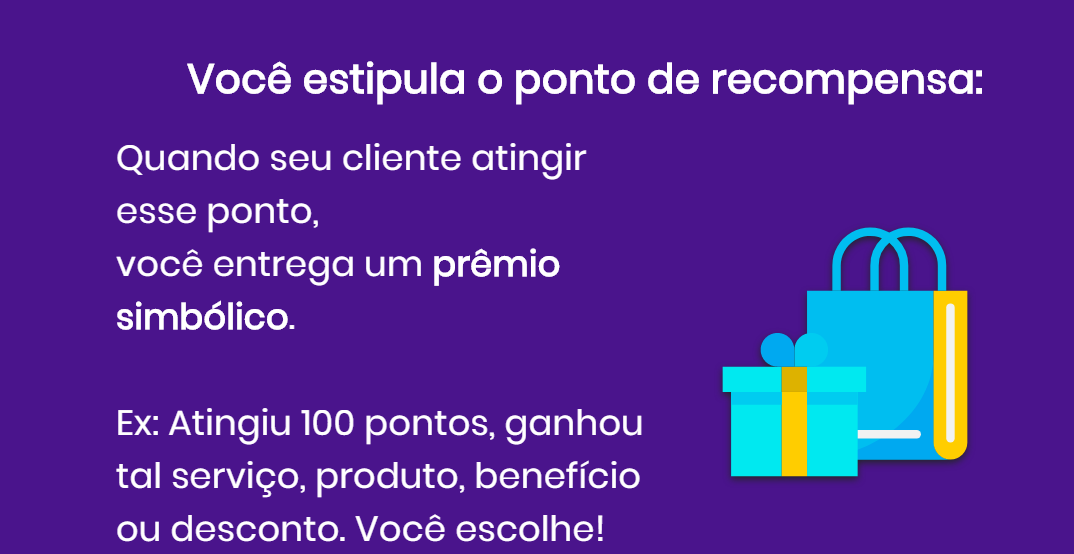 Você estipula o ponto de recompensa:
Quando seu cliente atingir
esse ponto,
você entrega um prêmio
simbólico.
Ex: Atingiu 100 pontos, ganhou
tal serviço, produto, benefício
ou desconto. Você escolhe!